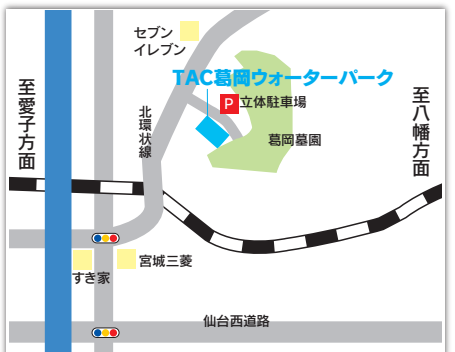 セブン
イレブン
TAC葛岡ウォーターパーク
P立体駐車場
葛岡墓園
北環状線
至愛子方面
至八幡方面
宮城三菱
すき家
仙台西道路